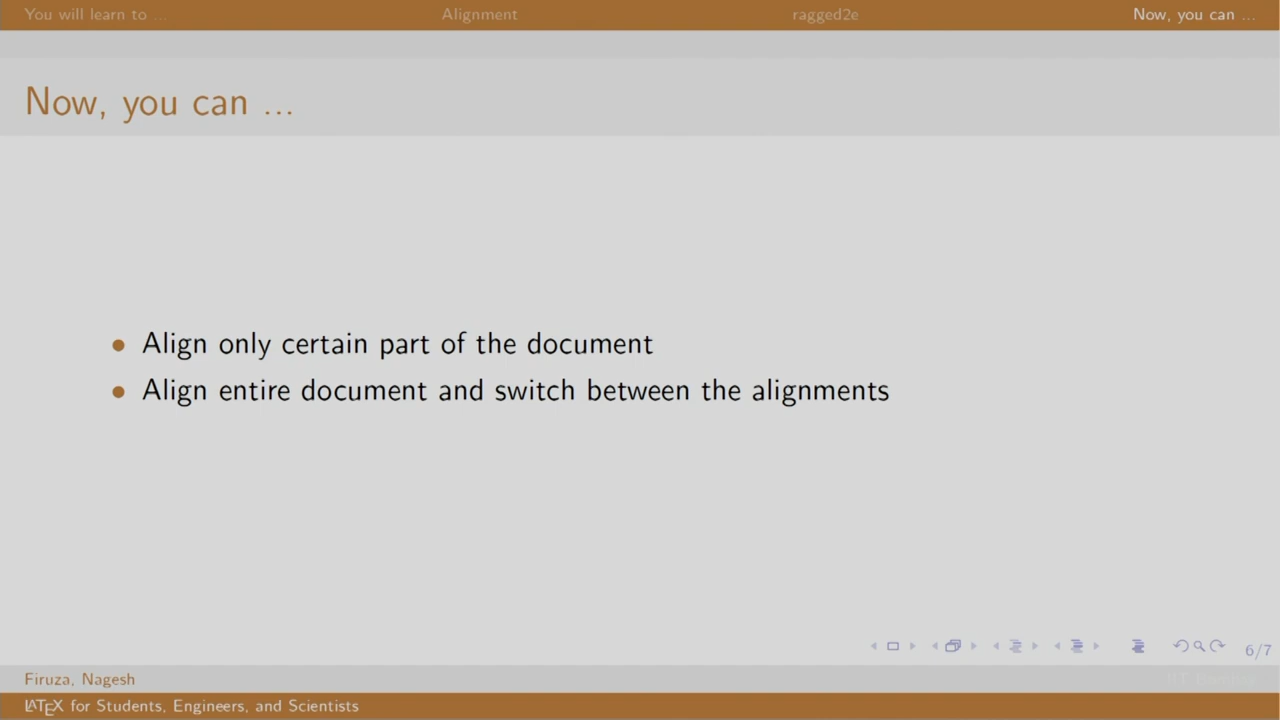 You will learn to ... Alignment ragged2e Now, you can ...
Now, you can ...
• Align only certain part of the document
• Align entire document and switch between the alignments
6/7
Firuza, Nagesh
LATEX for Students, Engineers, and Scientists